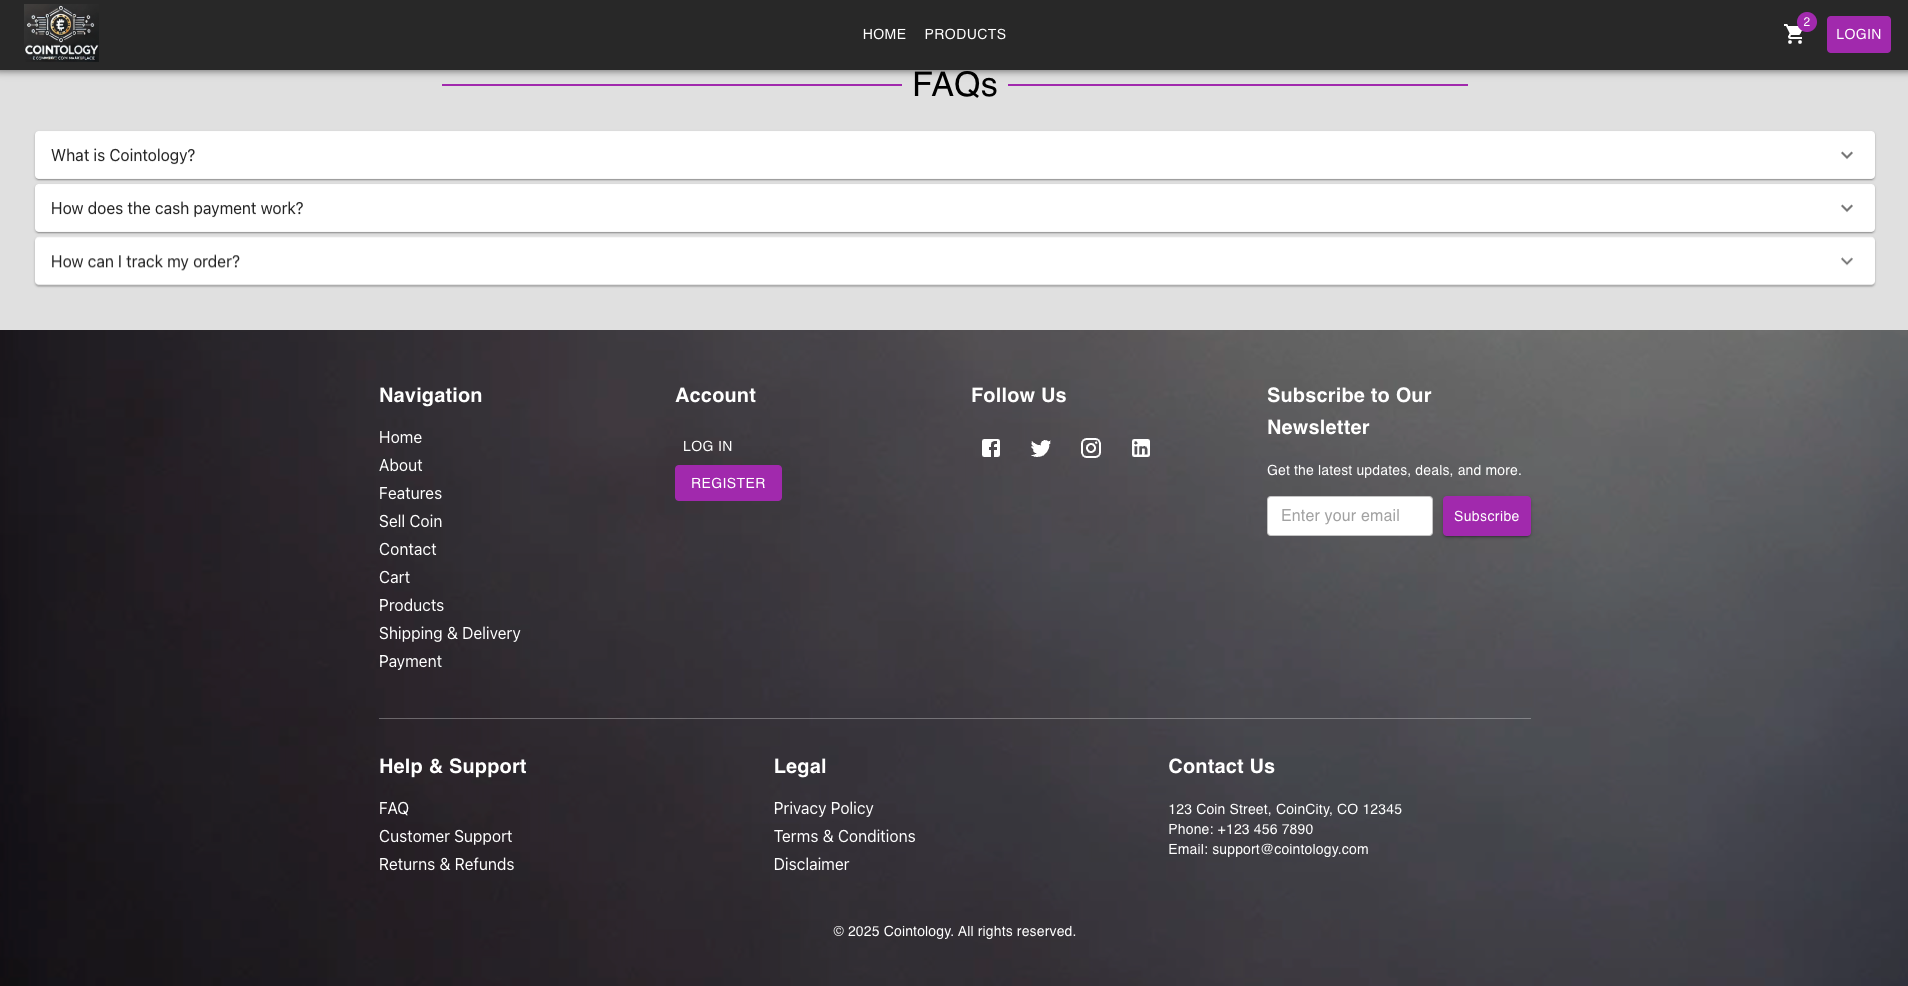 COINTOLOGY
HOME PRODUCTS
2
LOGIN
FAQs
What is Cointology?
How does the cash payment work?
How can I track my order?
Navigation
Home
About
Features
Sell Coin
Contact
Cart
Products
Shipping & Delivery
Payment
Account
LOG IN
REGISTER
Follow Us
Subscribe to Our
Newsletter
Get the latest updates, deals, and more.
Enter your email
Subscribe
Help & Support
FAQ
Customer Support
Returns & Refunds
Legal
Privacy Policy
Terms & Conditions
Disclaimer
Contact Us
123 Coin Street, CoinCity, CO 12345
Phone: +123 456 7890
Email: support@cointology.com
© 2025 Cointology. All rights reserved.